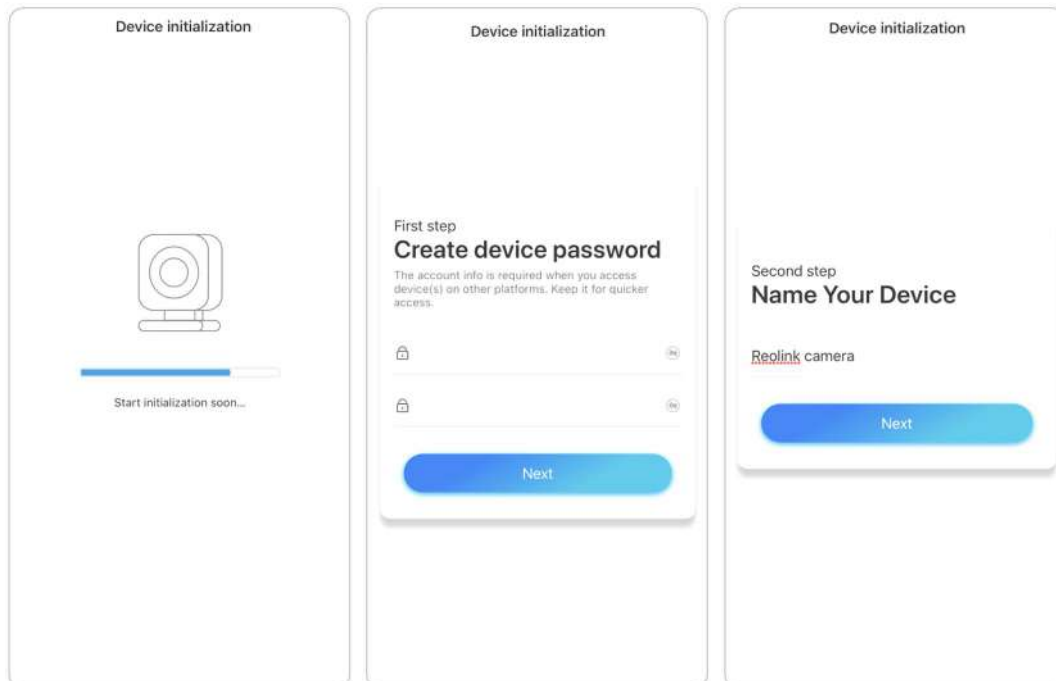 Device initialization
Start initialization soon...
Device initialization
First step
Create device password
The account info is required when you access
device(s) on other platforms. Keep it for quicker
access.
Next
Device initialization
Second step
Name Your Device
Reolink camera
Next